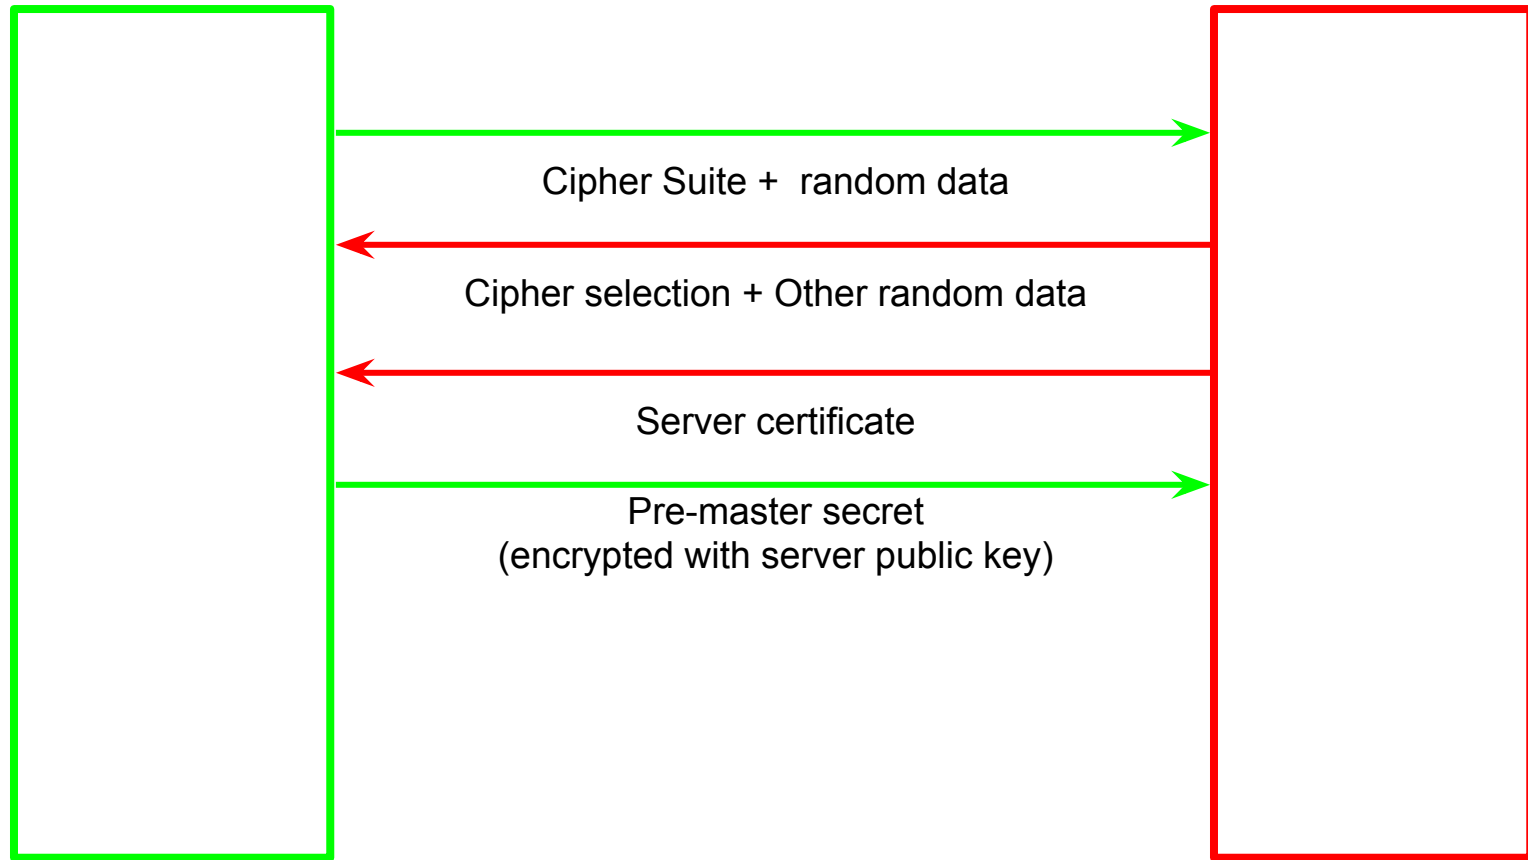 Cipher Suite +  random data
Cipher selection + Other random data
Server certificate
Pre-master secret
(encrypted with server public key)